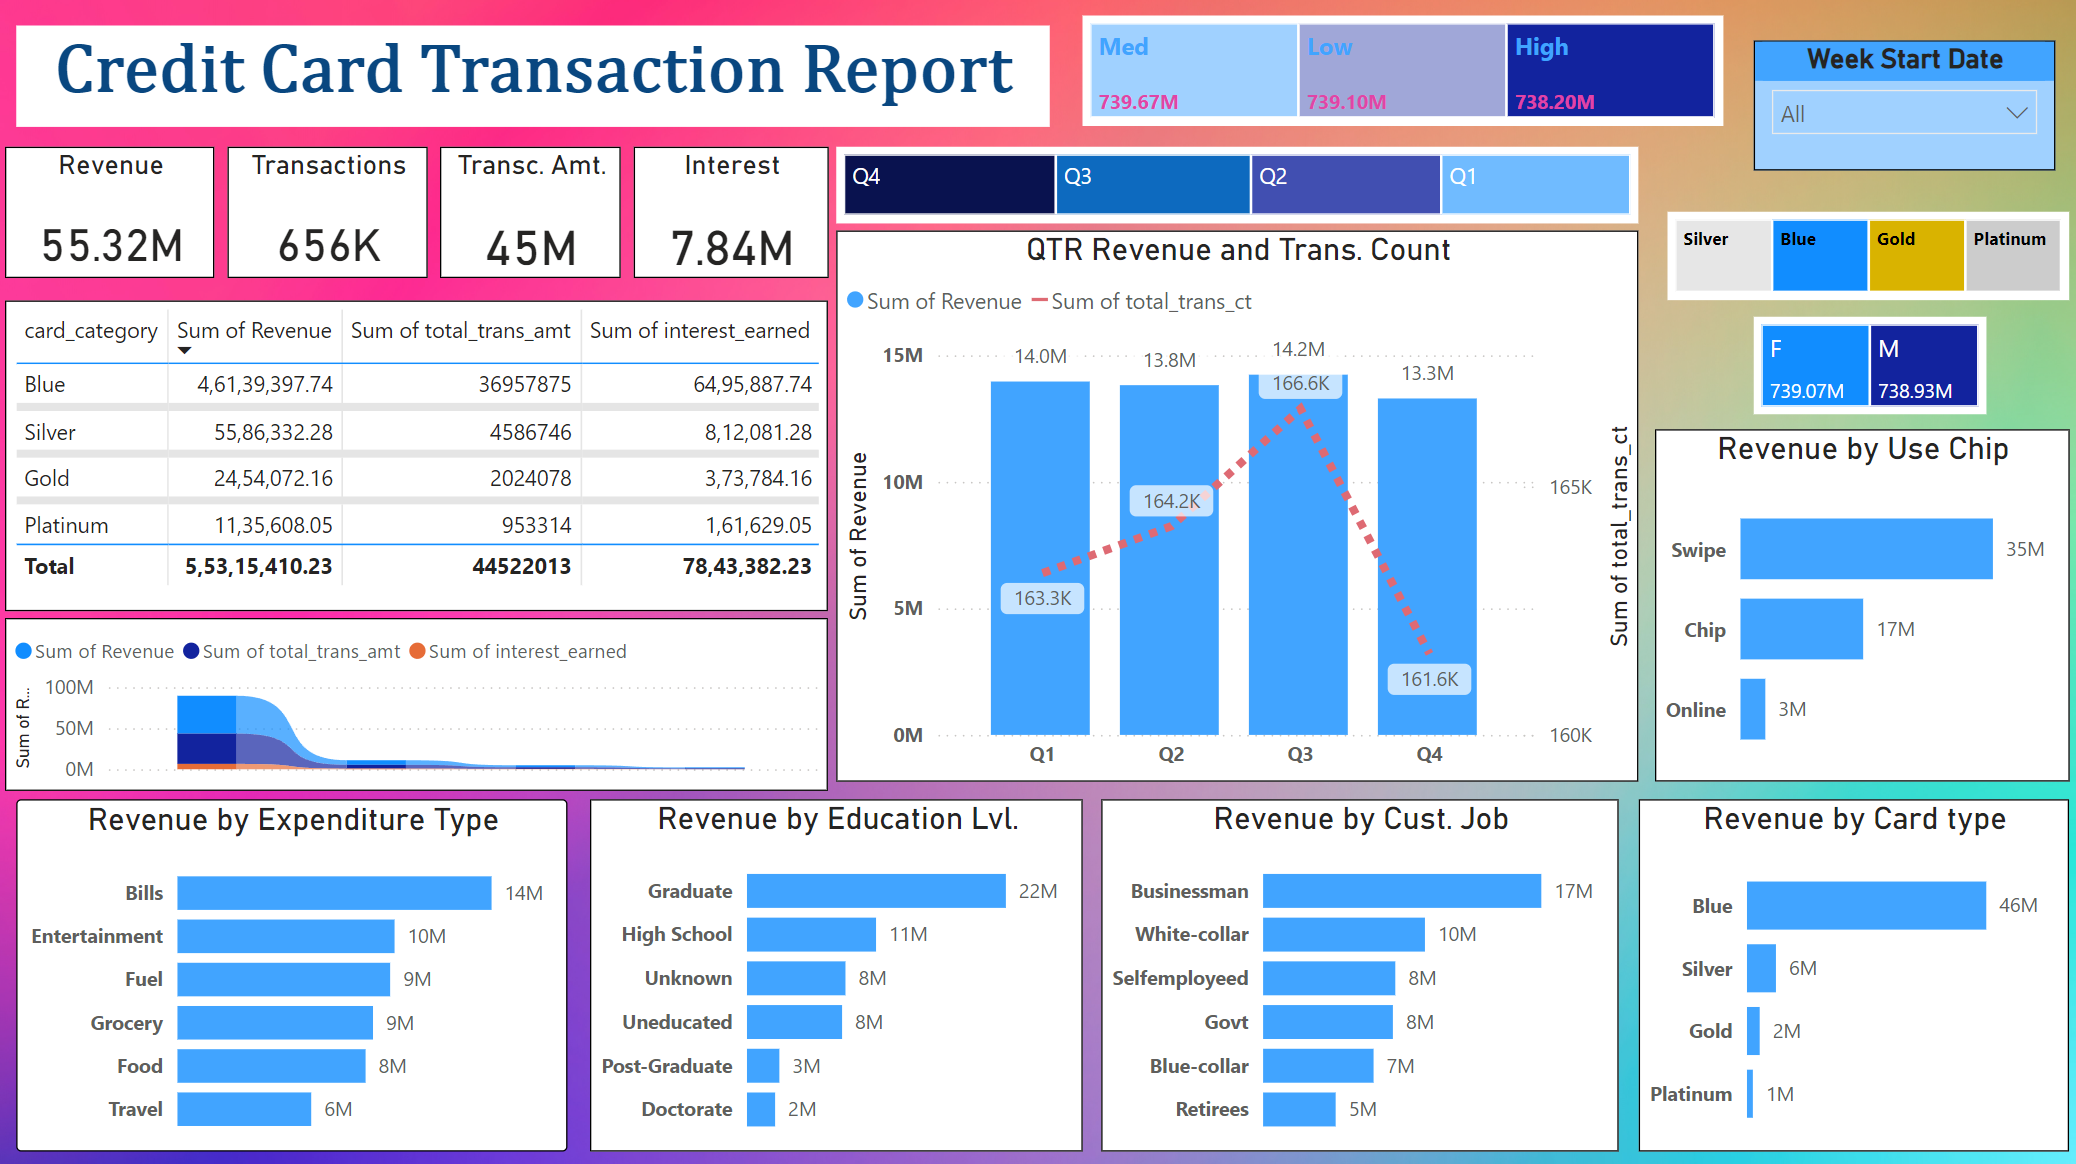 Credit Card Transaction Report
Med
739.67M
Low
739.10M
High
738.20M
Week Start Date
All
Revenue
55.32M
Transactions
656K
Transc. Amt.
45M
Interest
7.84M
Q4
Q3
Q2
Q1
Silver
Blue
Gold
Platinum
F
739.07M
M
738.93M
card_category Sum of Revenue Sum of total_trans_amt Sum of interest_earned
Blue 4,61,39,397.74 36957875 64,95,887.74
Silver 55,86,332.28 4586746 8,12,081.28
Gold 24,54,072.16 2024078 3,73,784.16
Platinum 11,35,608.05 953314 1,61,629.05
Total 5,53,15,410.23 44522013 78,43,382.23
Sum of Revenue Sum of total_trans_amt Sum of interest_earned
Sum of R...
100M
50M
0M
QTR Revenue and Trans. Count
Sum of Revenue Sum of total_trans_ct
Sum of Revenue
15M
10M
5M
0M
14.0M
13.8M
14.2M
13.3M
163.3K
164.2K
166.6K
161.6K
165K
160K
Sum of total_trans_ct
Q1 Q2 Q3 Q4
Revenue by Use Chip
Swipe 35M
Chip 17M
Online 3M
Revenue by Expenditure Type
Bills 14M
Entertainment 10M
Fuel 9M
Grocery 9M
Food 8M
Travel 6M
Revenue by Education Lvl.
Graduate 22M
High School 11M
Unknown 8M
Uneducated 8M
Post-Graduate 3M
Doctorate 2M
Revenue by Cust. Job
Businessman 17M
White-collar 10M
Selfemployeed 8M
Govt 8M
Blue-collar 7M
Retirees 5M
Revenue by Card type
Blue 46M
Silver 6M
Gold 2M
Platinum 1M